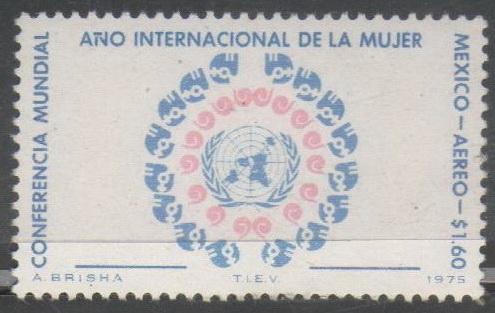 AÑO INTERNACIONAL DE LA MUJER
CONFERENCIA MUNDIAL
MEXICO—AEREO—$1.60
A. BRISHA
T.I.E.V.
1975